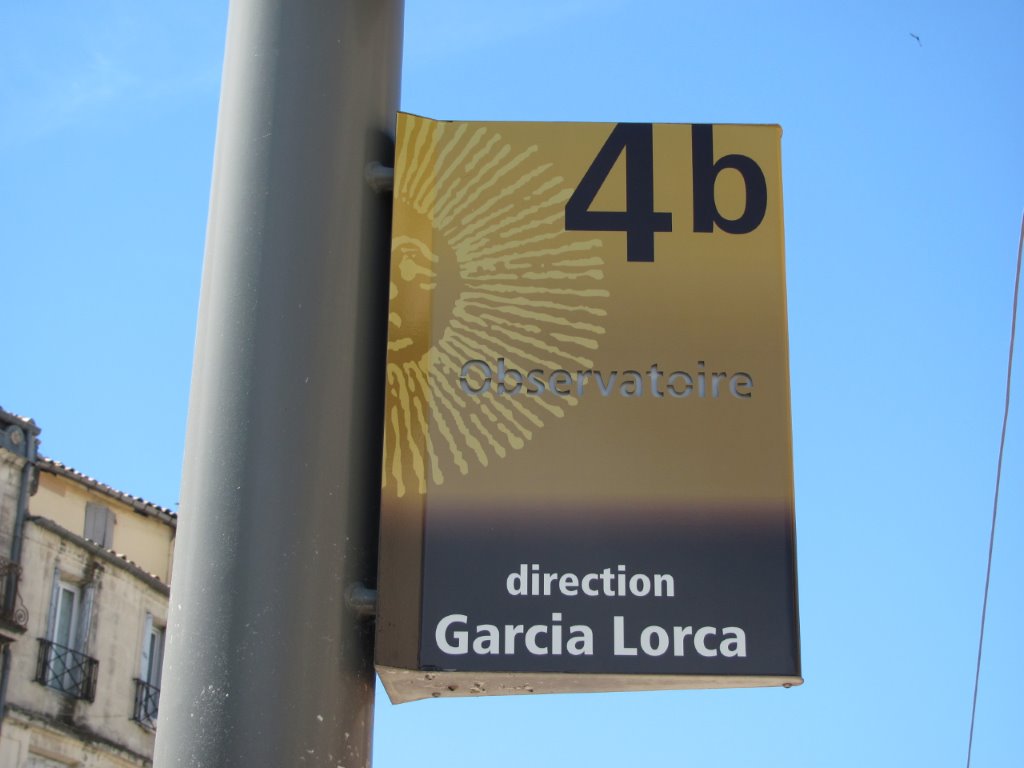 4b
Observatoire
direction
Garcia Lorca